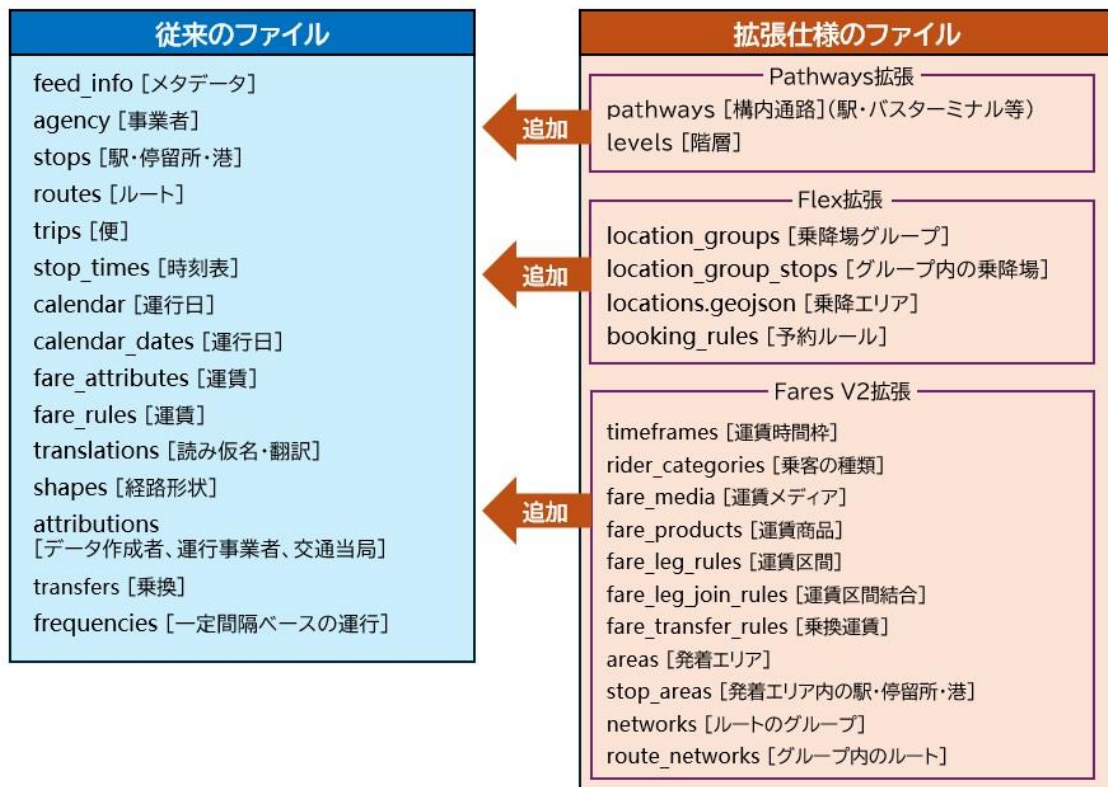 従来のファイル
feed_info [メタデータ]
agency [事業者]
stops [駅・停留所・港]
routes [ルート]
trips [便]
stop_times [時刻表]
calendar [運行日]
calendar_dates [運行日]
fare_attributes [運賃]
fare_rules [運賃]
translations [読み仮名・翻訳]
shapes [経路形状]
attributions
[データ作成者、運行事業者、交通当局]
transfers [乗換]
frequencies [一定間隔ベースの運行]
追加
追加
追加
拡張仕様のファイル
Pathways拡張
pathways [構内通路](駅・バスターミナル等)
levels [階層]
Flex拡張
location_groups [乗降場グループ]
location_group_stops [グループ内の乗降場]
locations.geojson [乗降エリア]
booking_rules [予約ルール]
Fares V2拡張
timeframes [運賃時間枠]
rider_categories [乗客の種類]
fare_media [運賃メディア]
fare_products [運賃商品]
fare_leg_rules [運賃区間]
fare_leg_join_rules [運賃区間結合]
fare_transfer_rules [乗換運賃]
areas [発着エリア]
stop_areas [発着エリア内の駅・停留所・港]
networks [ルートのグループ]
route_networks [グループ内のルート]